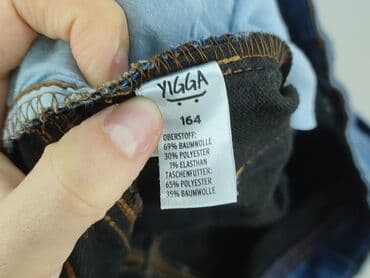 YIGGA
164
OBERSTOFF:
69% BAUMWOLLE
30% POLYESTER
1% ELASTHAN
TASCHENFUTTER:
65% POLYESTER
35% BAUMWOLLE